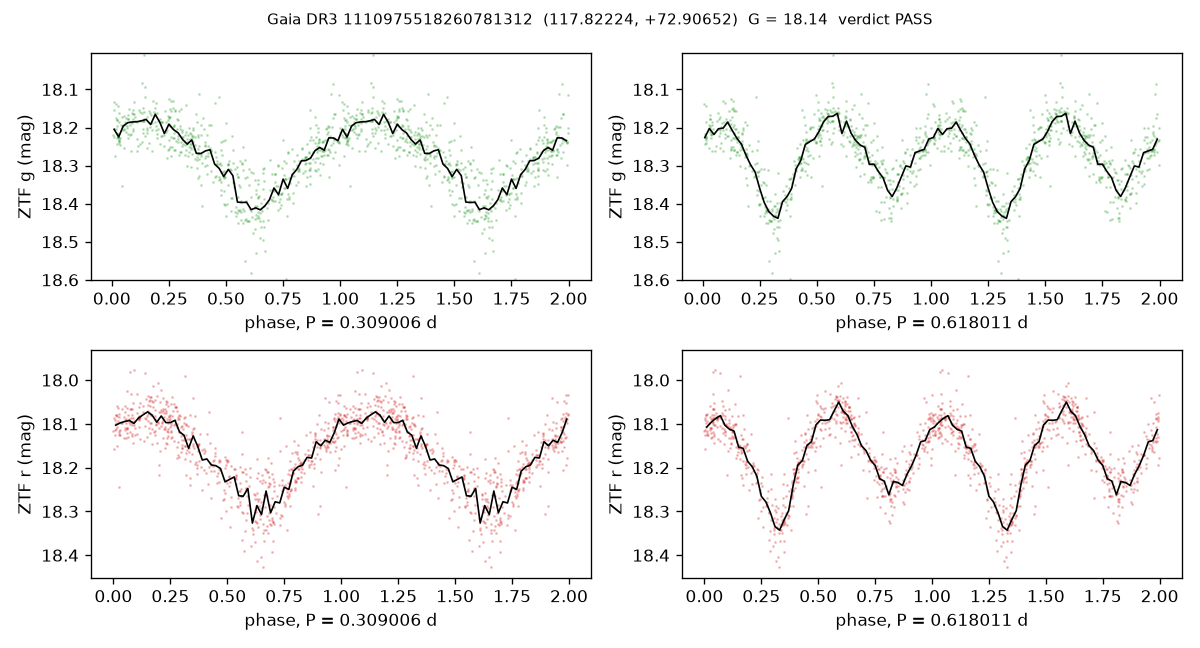 Gaia DR3 1110975518260781312 (117.82224, +72.90652) G = 18.14 verdict PASS
ZTF g (mag)
18.1
18.2
18.3
18.4
18.5
18.6
0.00 0.25 0.50 0.75 1.00 1.25 1.50 1.75 2.00
phase, P = 0.309006 d
ZTF g (mag)
18.1
18.2
18.3
18.4
18.5
18.6
0.00 0.25 0.50 0.75 1.00 1.25 1.50 1.75 2.00
phase, P = 0.618011 d
ZTF r (mag)
18.0
18.1
18.2
18.3
18.4
0.00 0.25 0.50 0.75 1.00 1.25 1.50 1.75 2.00
phase, P = 0.309006 d
ZTF r (mag)
18.0
18.1
18.2
18.3
18.4
0.00 0.25 0.50 0.75 1.00 1.25 1.50 1.75 2.00
phase, P = 0.618011 d